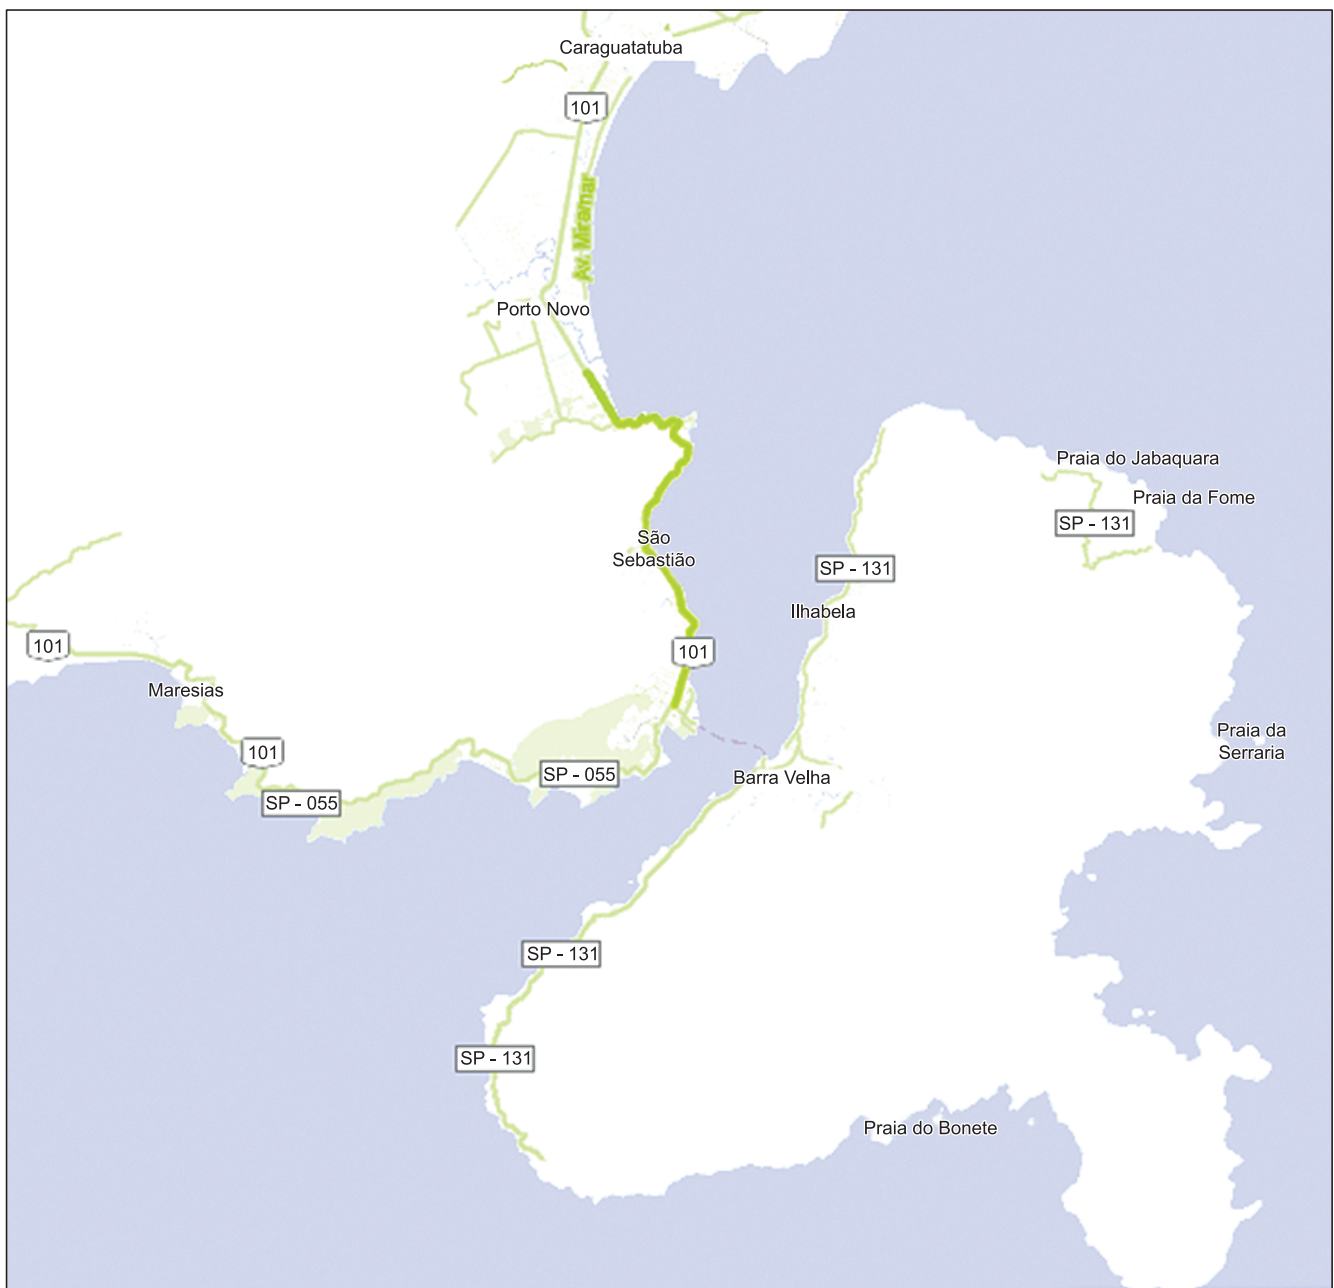 Caraguatatuba
101
Av. Miramar
Porto Novo
Praia do Jabaquara
Praia da Fome
SP - 131
São
Sebastião
SP - 131
Ilhabela
101
101
Maresias
Praia da
Serraria
101
SP - 055
Barra Velha
SP - 055
SP - 131
SP - 131
Praia do Bonete